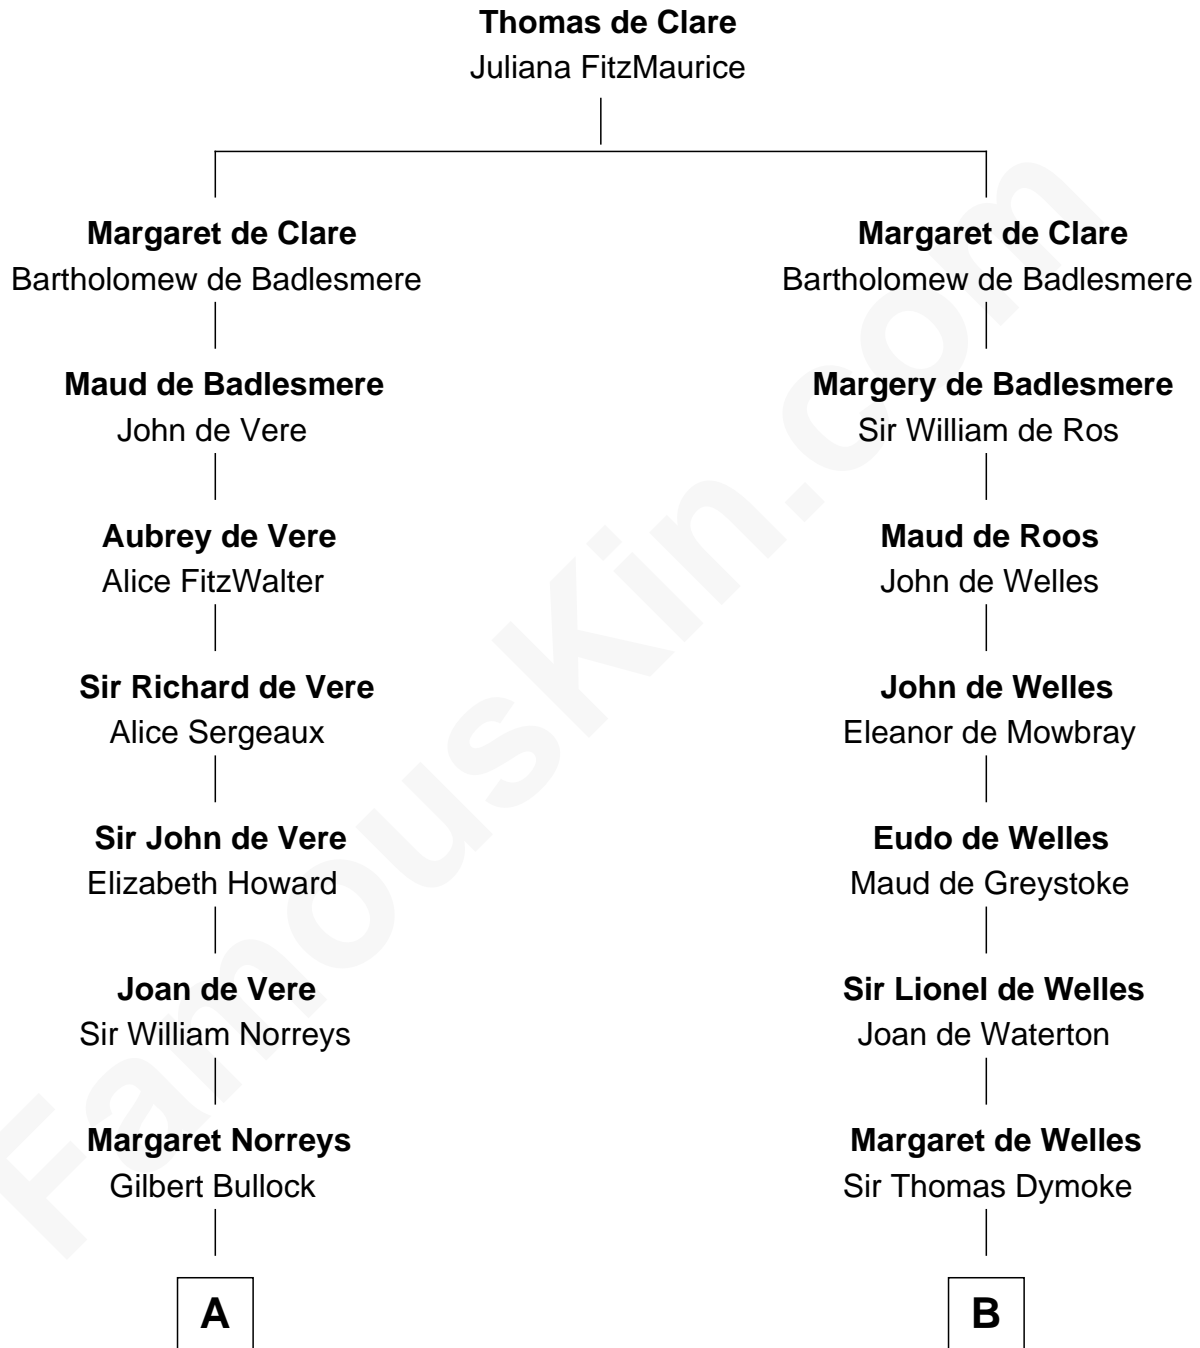 Thomas de Clare
Juliana FitzMaurice
Margaret de Clare
Bartholomew de Badlesmere
Margaret de Clare
Bartholomew de Badlesmere
Maud de Badlesmere
John de Vere
Margery de Badlesmere
Sir William de Ros
Aubrey de Vere
Alice FitzWalter
Maud de Roos
John de Welles
Sir Richard de Vere
Alice Sergeaux
John de Welles
Eleanor de Mowbray
Sir John de Vere
Elizabeth Howard
Eudo de Welles
Maud de Greystoke
Joan de Vere
Sir William Norreys
Sir Lionel de Welles
Joan de Waterton
Margaret Norreys
Gilbert Bullock
Margaret de Welles
Sir Thomas Dymoke
A
B
FamousKin.com